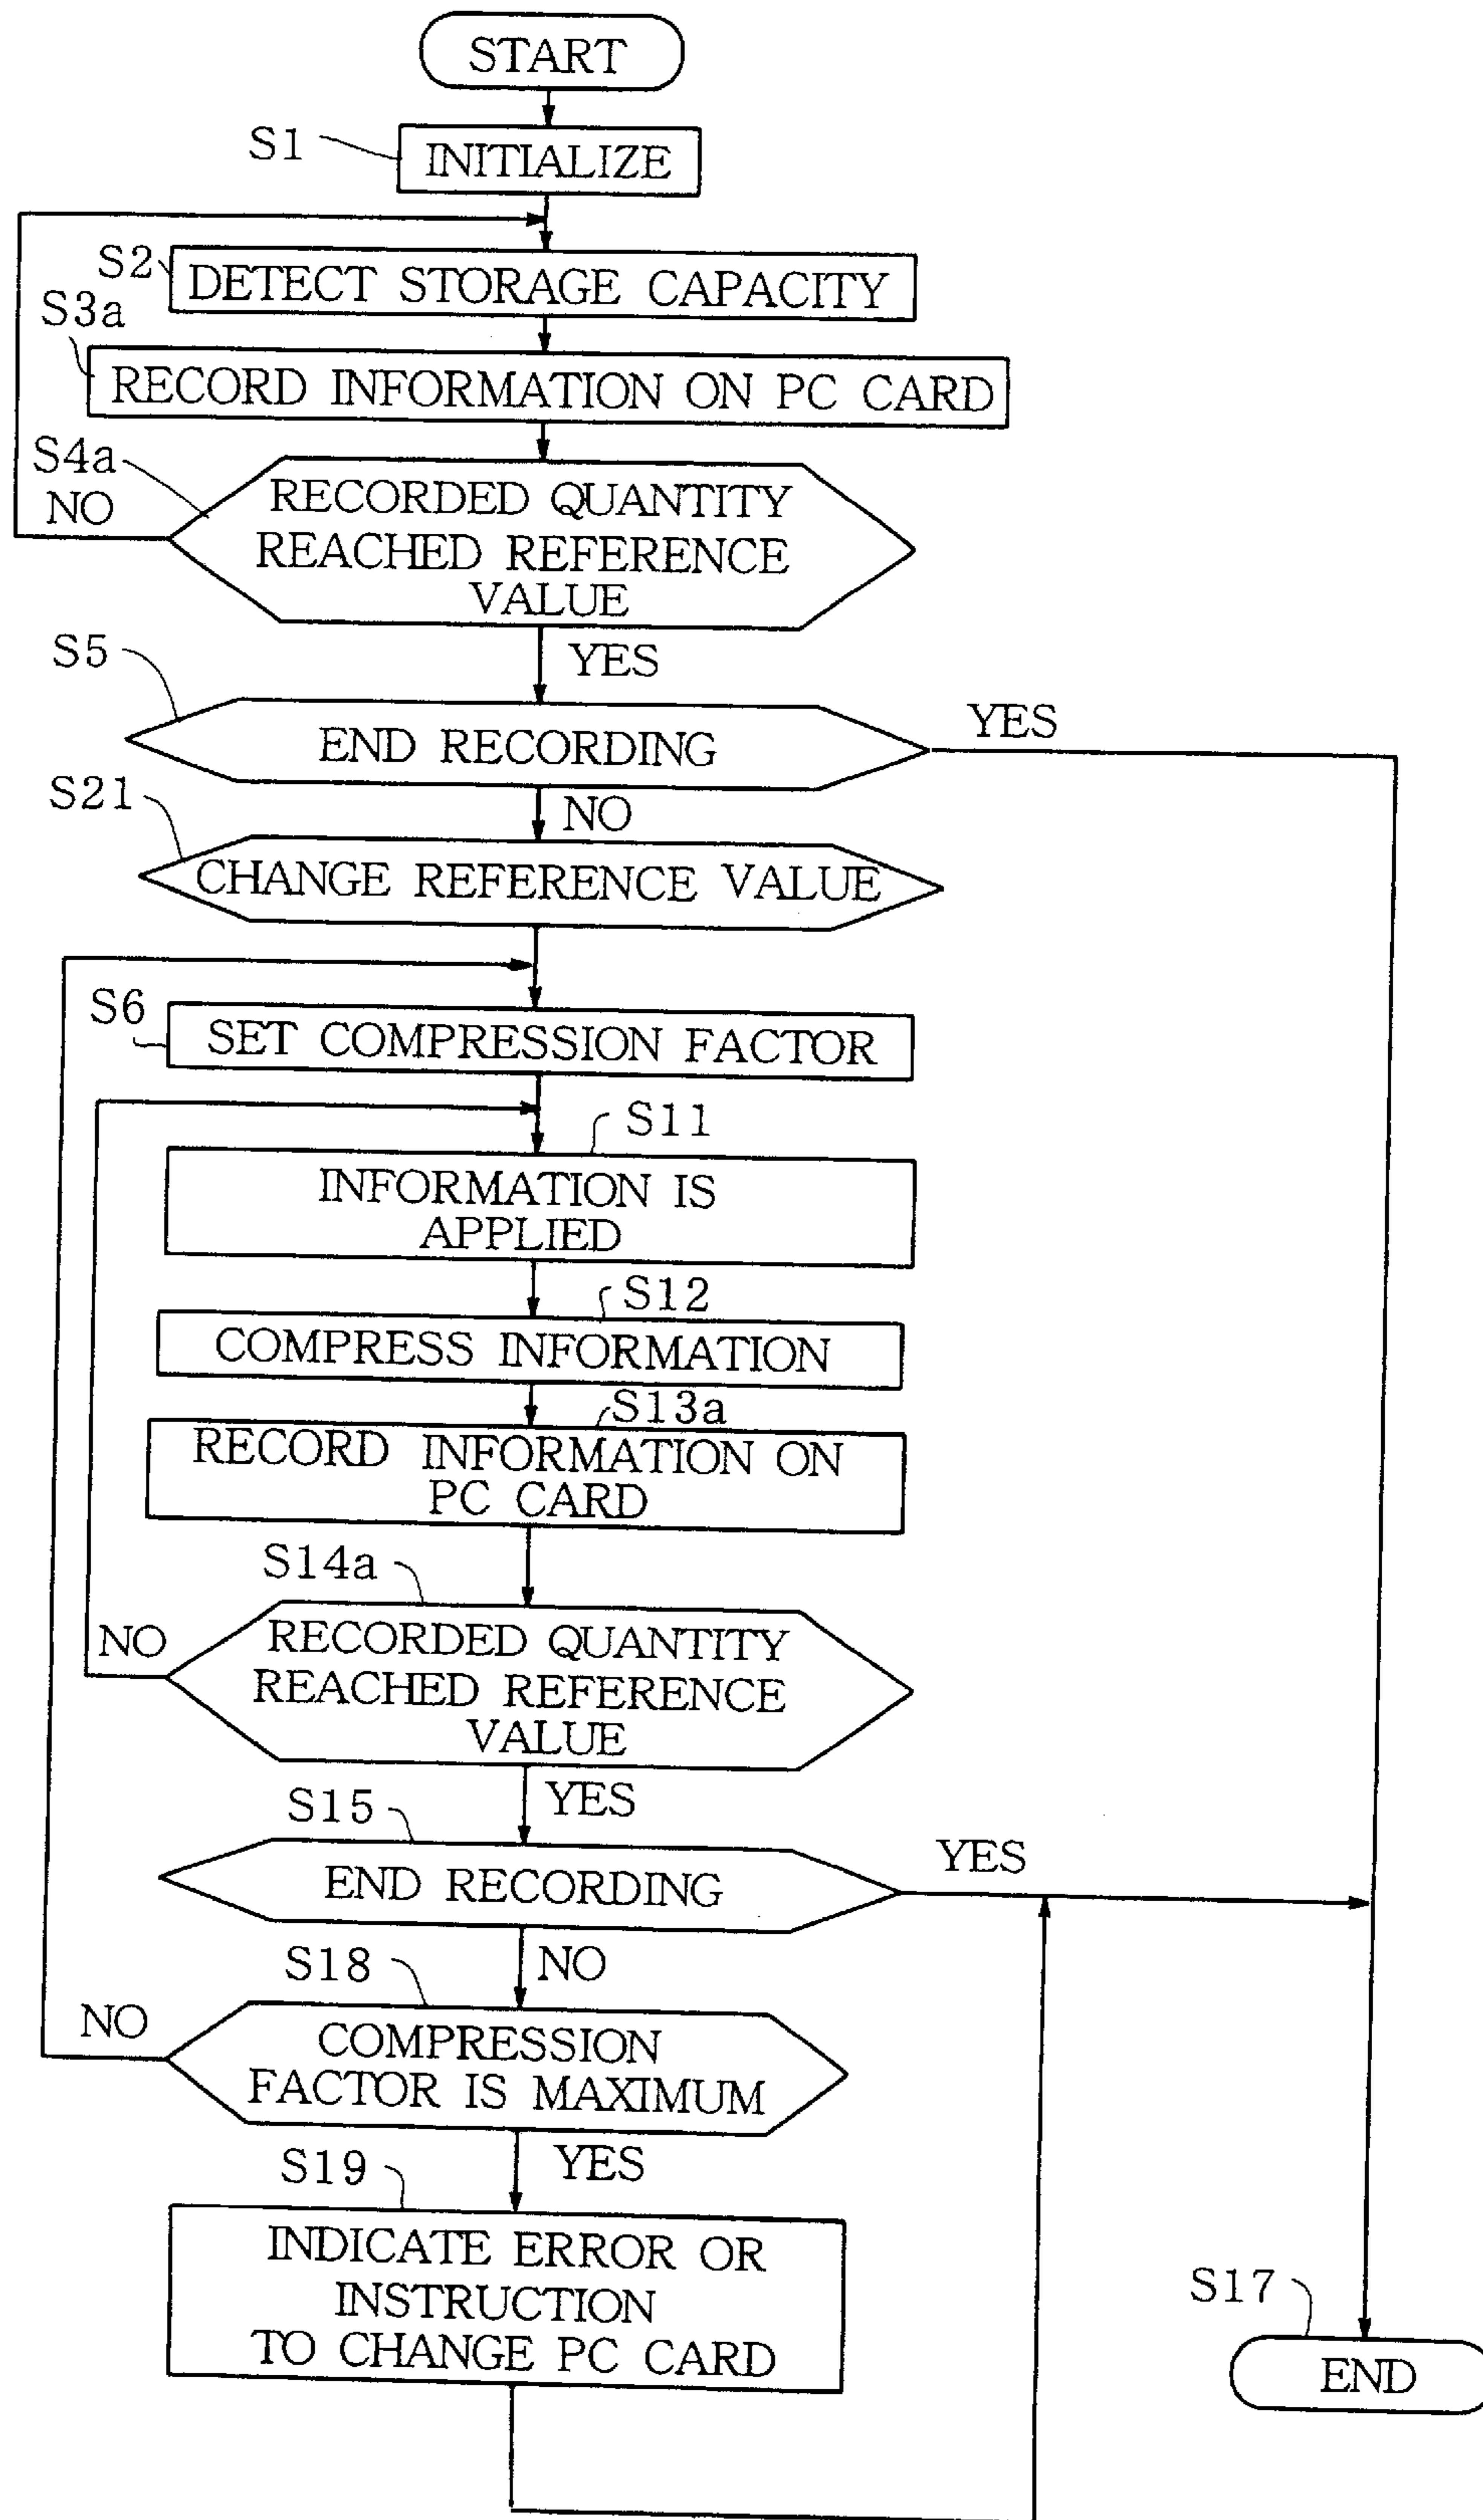 START
S1
INITIALIZE
S2
DETECT STORAGE CAPACITY
S3a
RECORD INFORMATION ON PC CARD
S4a
NO
RECORDED QUANTITY
REACHED REFERENCE
VALUE
YES
S5
END RECORDING
YES
NO
S21
CHANGE REFERENCE VALUE
S6
SET COMPRESSION FACTOR
S11
INFORMATION IS
APPLIED
S12
COMPRESS INFORMATION
S13a
RECORD INFORMATION ON
PC CARD
S14a
NO
RECORDED QUANTITY
REACHED REFERENCE
VALUE
YES
S15
END RECORDING
YES
NO
S18
NO
COMPRESSION
FACTOR IS MAXIMUM
YES
S19
INDICATE ERROR OR
INSTRUCTION
TO CHANGE PC CARD
S17
END